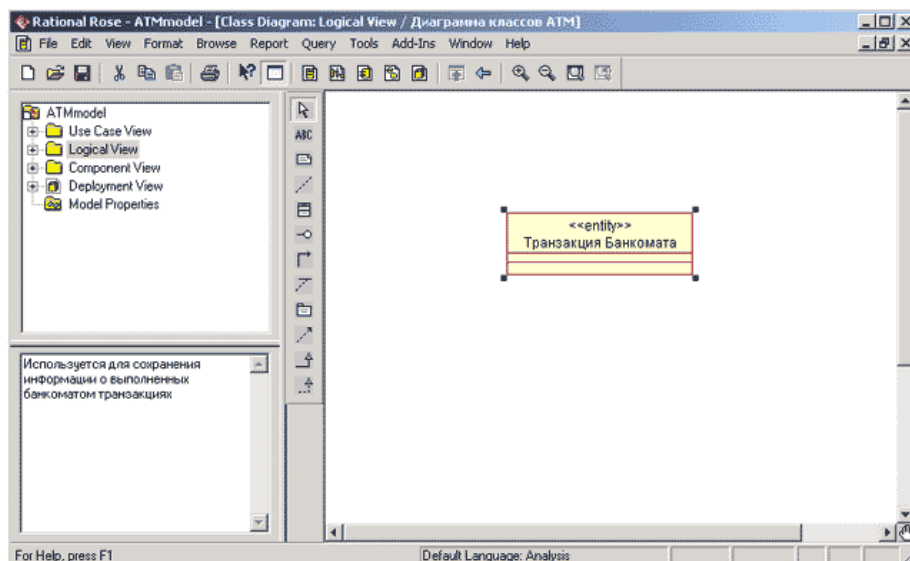 Rational Rose - ATMmodel - [Class Diagram: Logical View / Диаграмма классов ATM]
File Edit View Format Browse Report Query Tools Add-Ins Window Help
ATMmodel
Use Case View
Logical View
Component View
Deployment View
Model Properties
ABC
<<entity>>
Транзакция Банкомата
Используется для сохранения
информации о выполненных
банкоматом транзакциях
For Help, press F1
Default Language: Analysis